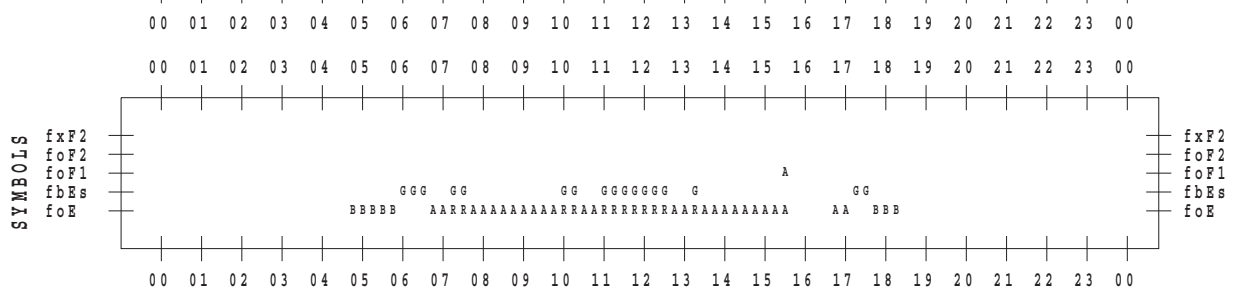 00 01 02 03 04 05 06 07 08 09 10 11 12 13 14 15 16 17 18 19 20 21 22 23 00
00 01 02 03 04 05 06 07 08 09 10 11 12 13 14 15 16 17 18 19 20 21 22 23 00
SYMBOLS
fxF2 fxF2
foF2 foF2
foF1 A foF1
fbEs GGG GG GG GGGGGGG G GG fbEs
foE BBBBB AARRAAAAAAAAARRAARRRRRRRAARAAAAAAAAA AA BBB foE
00 01 02 03 04 05 06 07 08 09 10 11 12 13 14 15 16 17 18 19 20 21 22 23 00